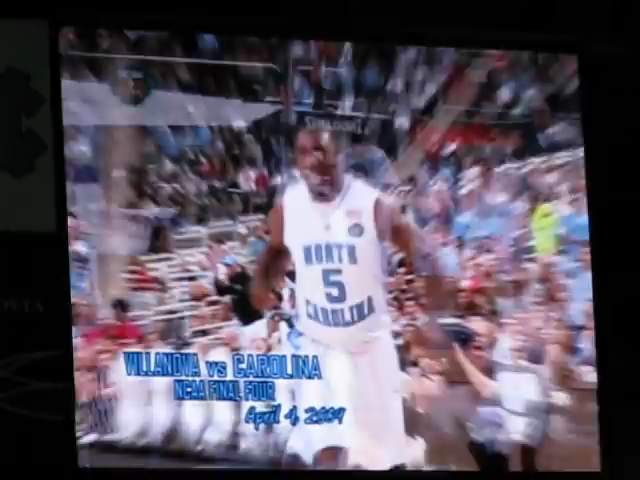 NORTH
5
CAROLINA
VILLANOVA vs CAROLINA
NCAA FINAL FOUR
April 4, 2009